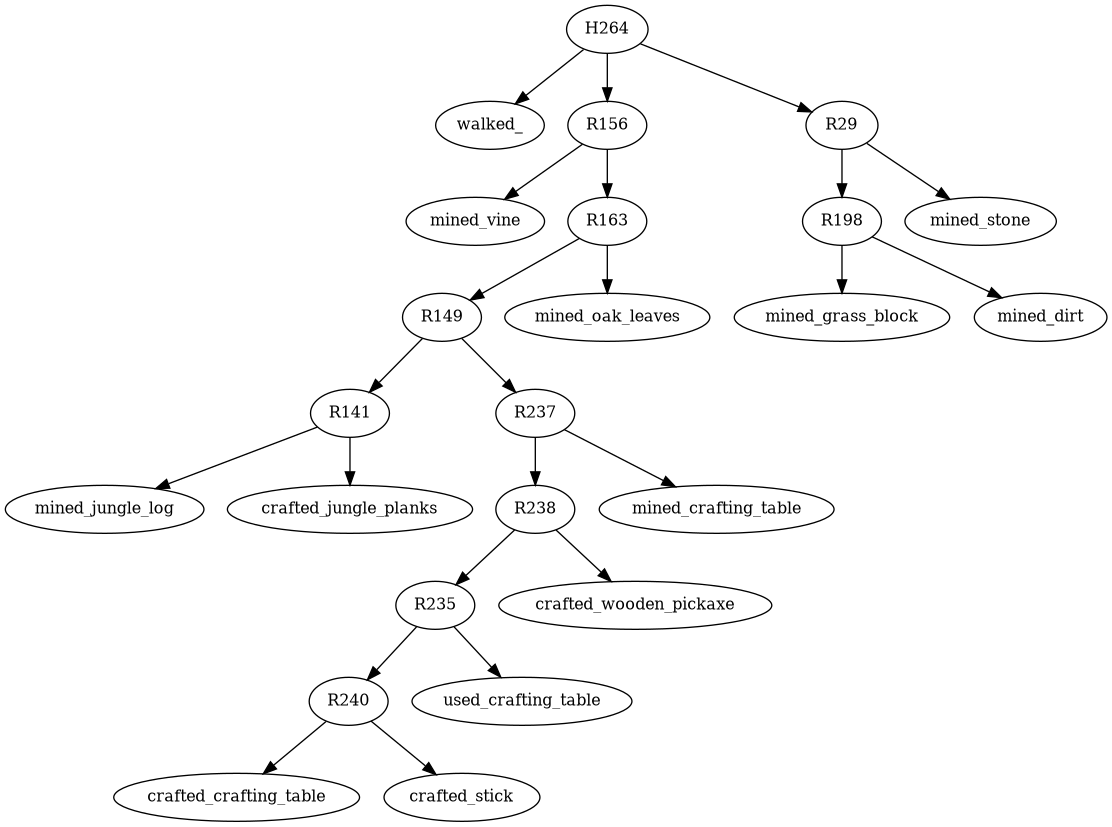 H264
walked_
R156
R29
mined_vine
R163
R198
mined_stone
R149
mined_oak_leaves
mined_grass_block
mined_dirt
R141
R237
mined_jungle_log
crafted_jungle_planks
R238
mined_crafting_table
R235
crafted_wooden_pickaxe
R240
used_crafting_table
crafted_crafting_table
crafted_stick